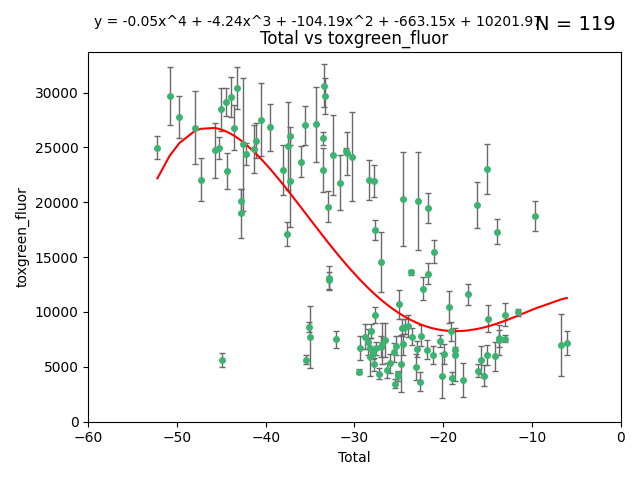 y = -0.05x^4 + -4.24x^3 + -104.19x^2 + -663.15x + 10201.97
N = 119
Total vs toxgreen_fluor
toxgreen_fluor
30000
25000
20000
15000
10000
5000
0
−60 −50 −40 −30 −20 −10 0
Total